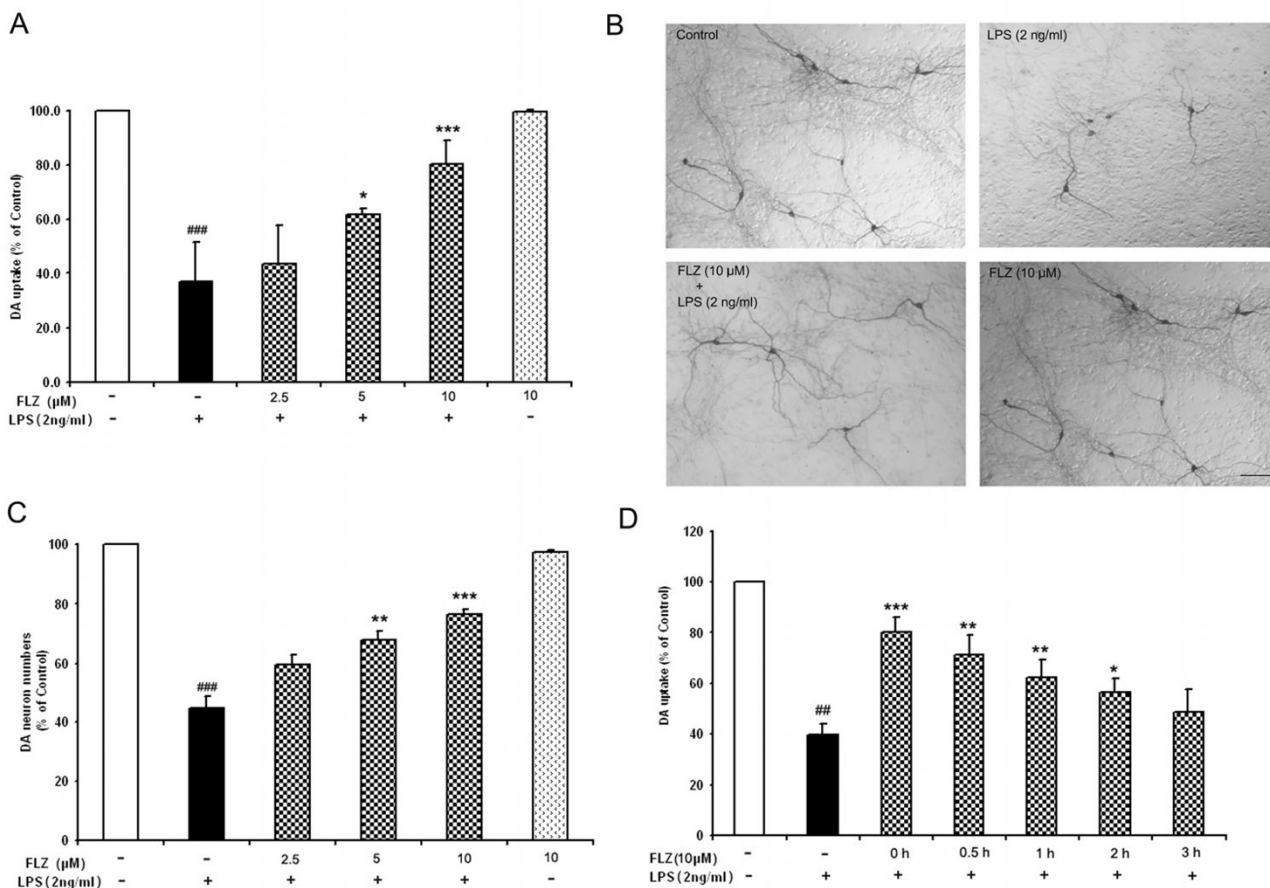 A
DA uptake (% of Control)
100.0
80.0
60.0
40.0
20.0
0.0
###
*
***
FLZ (µM) - - 2.5 5 10 10
LPS(2ng/ml) - + + + + -
B
Control
LPS (2 ng/ml)
FLZ (10 µM)
+
LPS (2 ng/ml)
FLZ (10 µM)
C
DA neuron numbers
(% of Control)
100
80
60
40
20
0
###
**
***
FLZ (µM) - - 2.5 5 10 10
LPS(2ng/ml) - + + + + -
D
DA uptake (% of Control)
120
100
80
60
40
20
0
##
***
**
**
*
FLZ(10µM) - - 0 h 0.5 h 1 h 2 h 3 h
LPS(2ng/ml) - + + + + + +